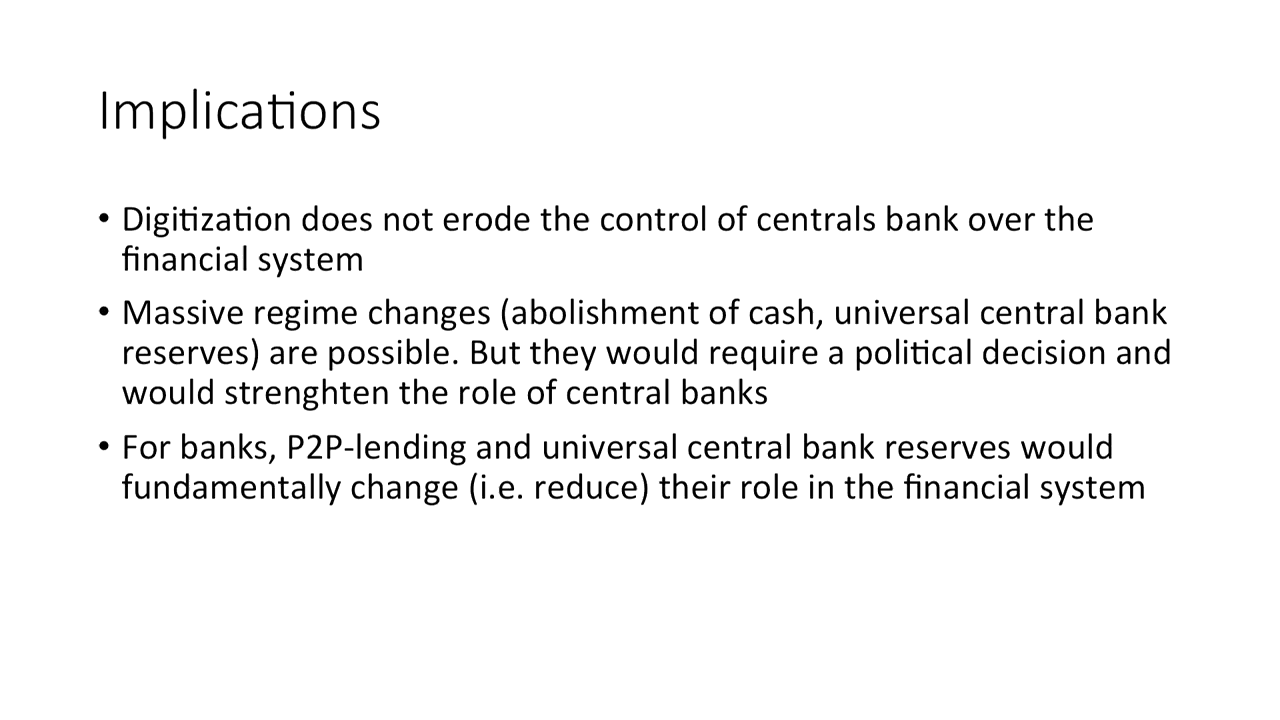 Implications
• Digitization does not erode the control of centrals bank over the
financial system
• Massive regime changes (abolishment of cash, universal central bank
reserves) are possible. But they would require a political decision and
would strenghten the role of central banks
• For banks, P2P-lending and universal central bank reserves would
fundamentally change (i.e. reduce) their role in the financial system